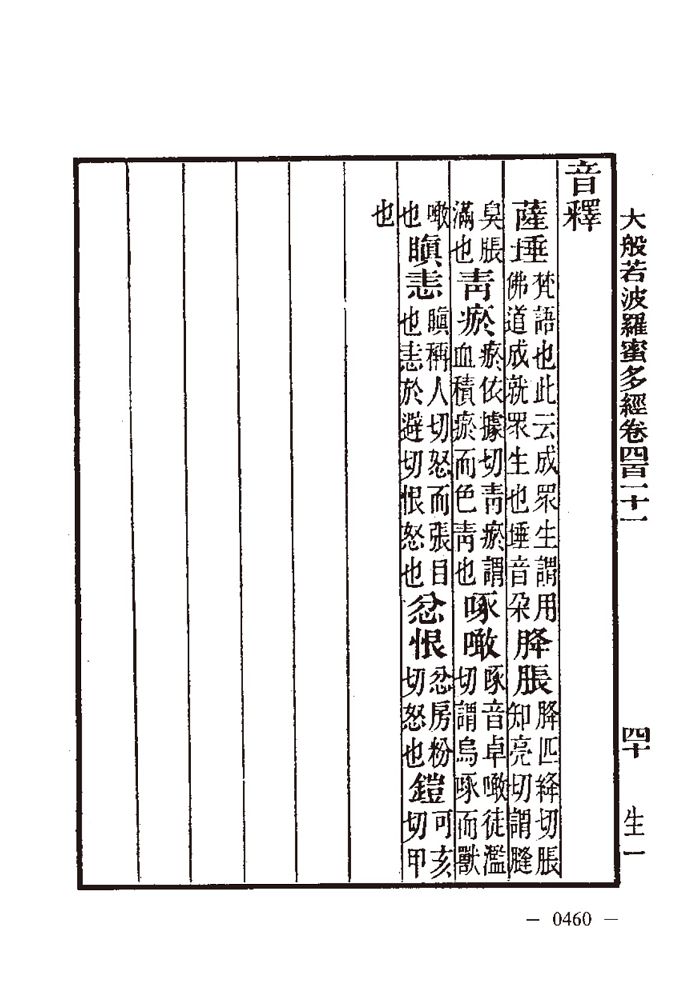 大般若波羅蜜多經卷四百二十一
四十
生一
音釋
薩埵 梵語也此云成眾生謂用佛道成就眾生也埵音朶 胮脹 胮匹絳切脹知亮切謂膖
臭脹滿也 青瘀 瘀依據切青瘀謂血積瘀而色青也 啄噉 啄音卓噉徒濫切謂鳥啄而獸
噉也 瞋恚 瞋稱人切怒而張目也恚於避切恨怒也 忿恨 忿房粉切怒也 鎧 可亥切甲
也
— 0460 —